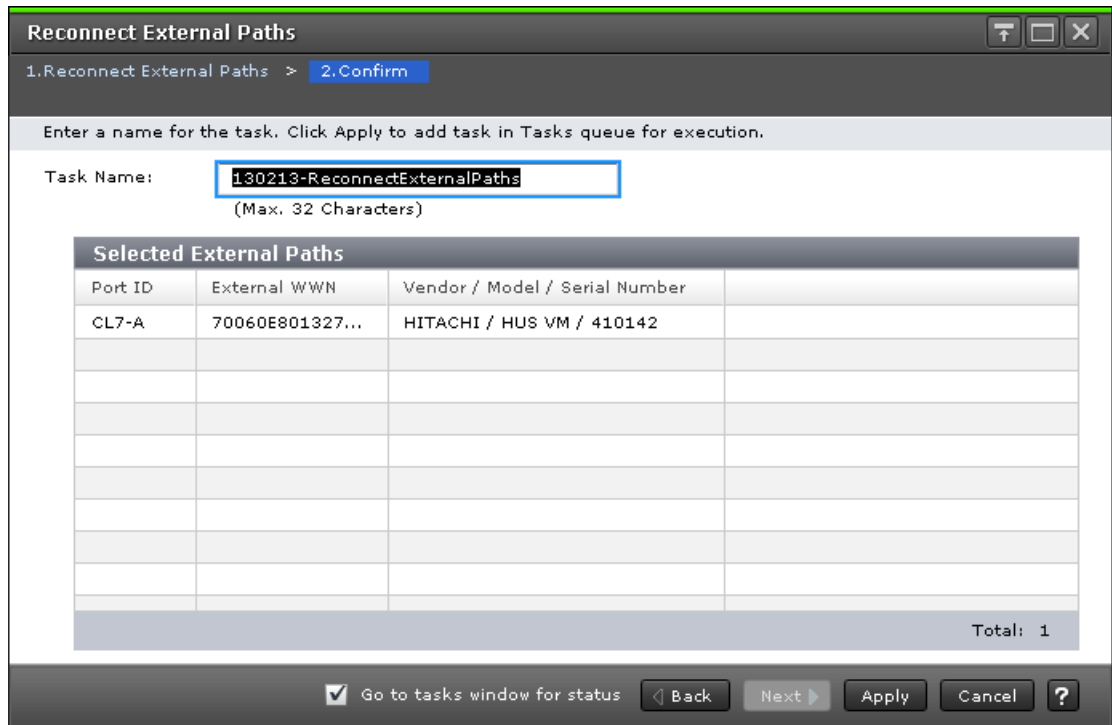 Reconnect External Paths
1.Reconnect External Paths > 2.Confirm
Enter a name for the task. Click Apply to add task in Tasks queue for execution.
Task Name: 130213-ReconnectExternalPaths
(Max. 32 Characters)
Selected External Paths
Port ID External WWN Vendor / Model / Serial Number
CL7-A 70060E801327... HITACHI / HUS VM / 410142
Total: 1
Go to tasks window for status Back Next Apply Cancel ?